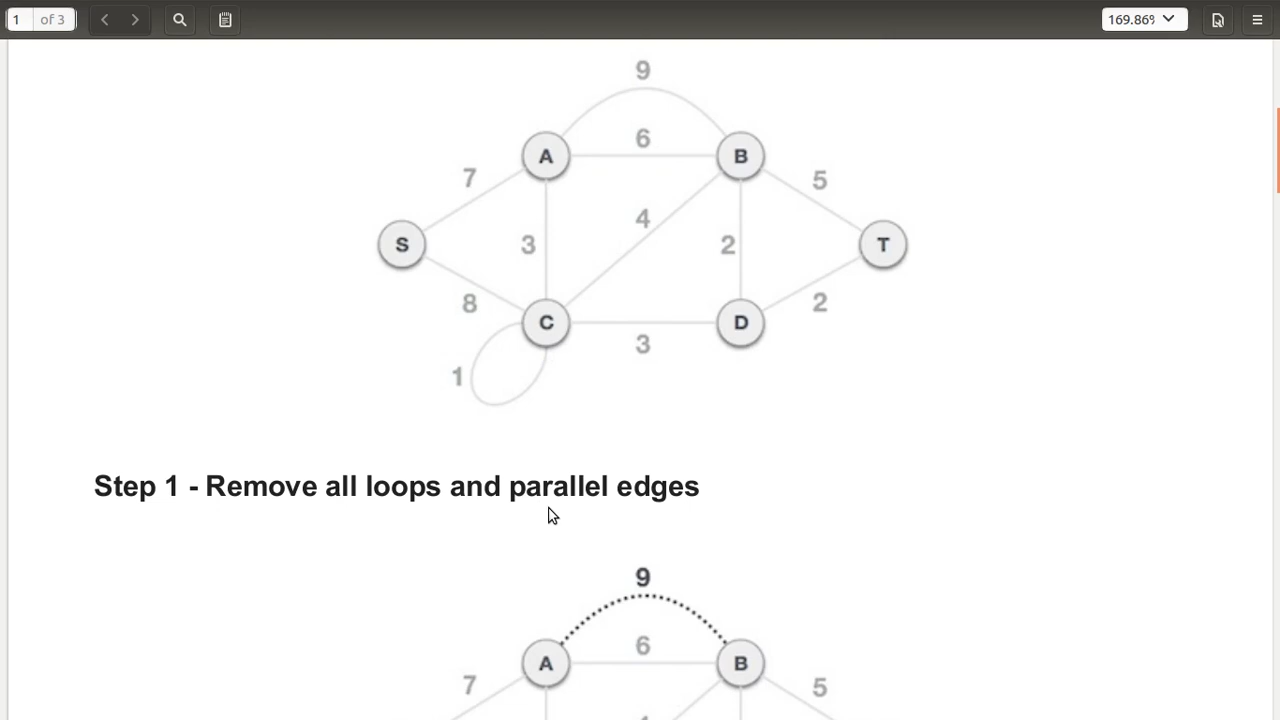 1 of 3 169.86%
9
6
A B
7 5
4
S 3 2 T
8 2
C D
3
1
Step 1 - Remove all loops and parallel edges
9
6
A B
7 5